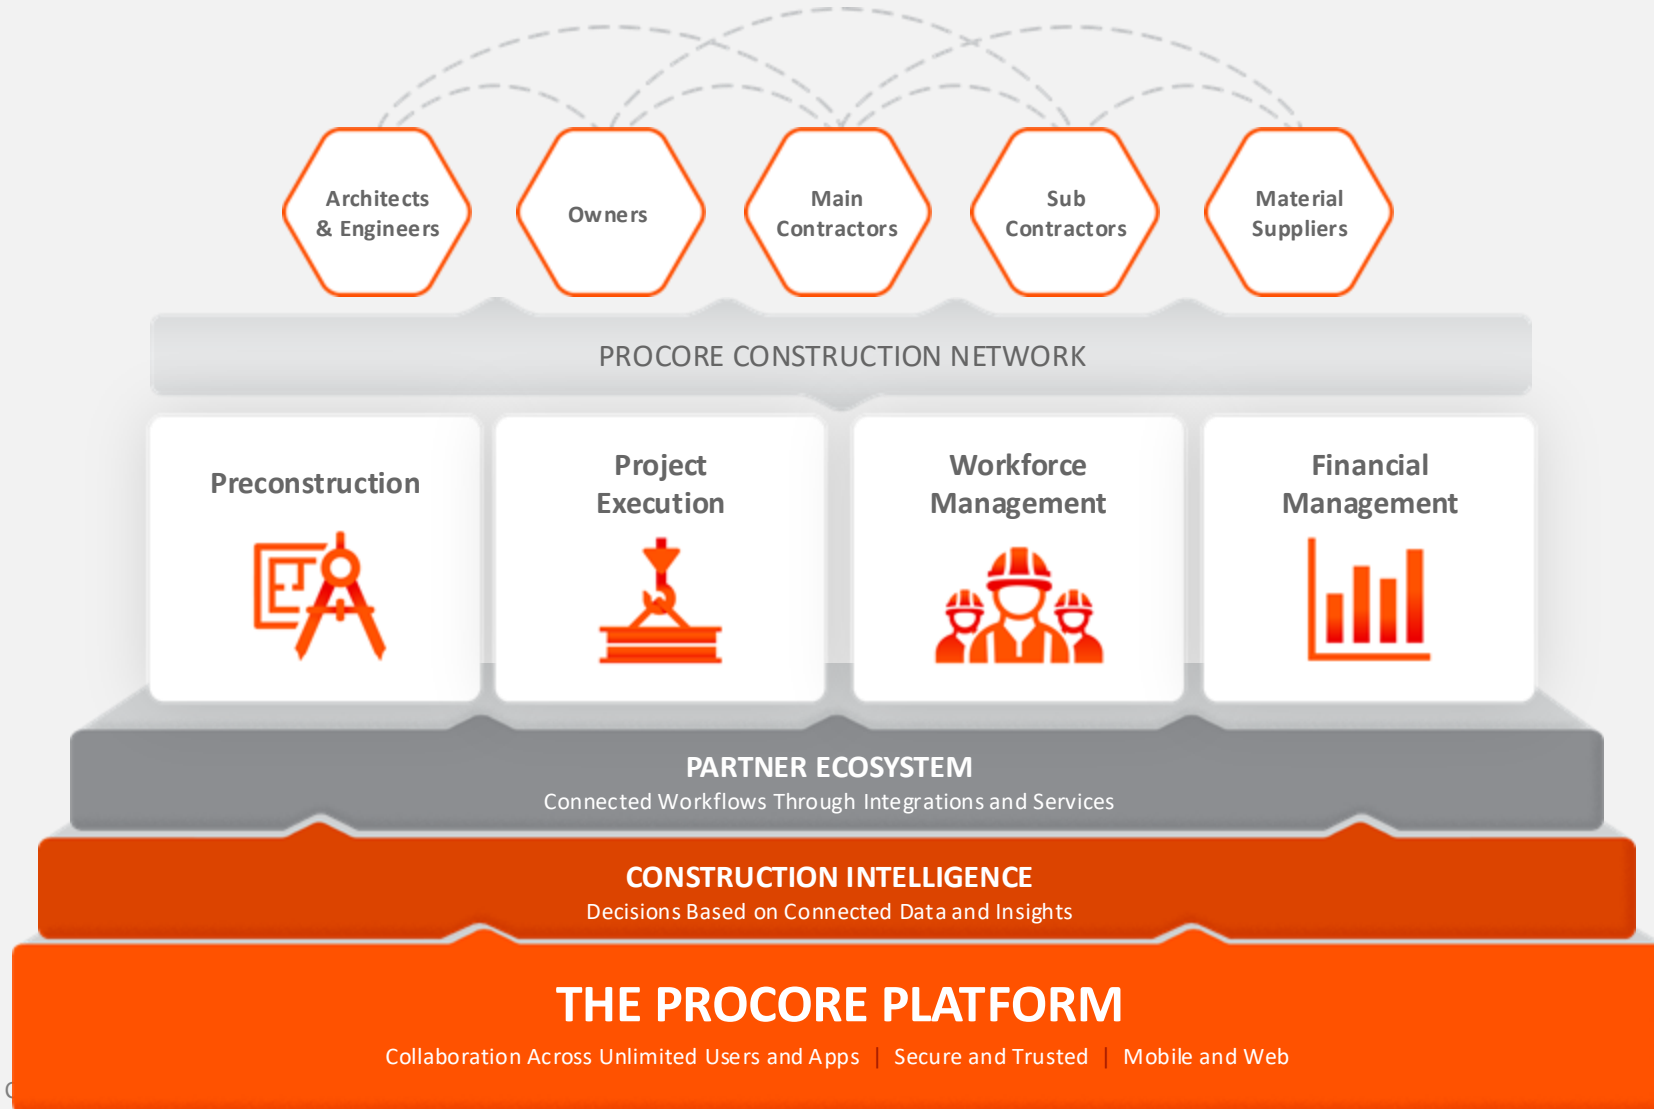 Architects
& Engineers
Owners
Main
Contractors
Sub
Contractors
Material
Suppliers
PROCORE CONSTRUCTION NETWORK
Preconstruction
Project
Execution
Workforce
Management
Financial
Management
PARTNER ECOSYSTEM
Connected Workflows Through Integrations and Services
CONSTRUCTION INTELLIGENCE
Decisions Based on Connected Data and Insights
THE PROCORE PLATFORM
Collaboration Across Unlimited Users and Apps | Secure and Trusted | Mobile and Web